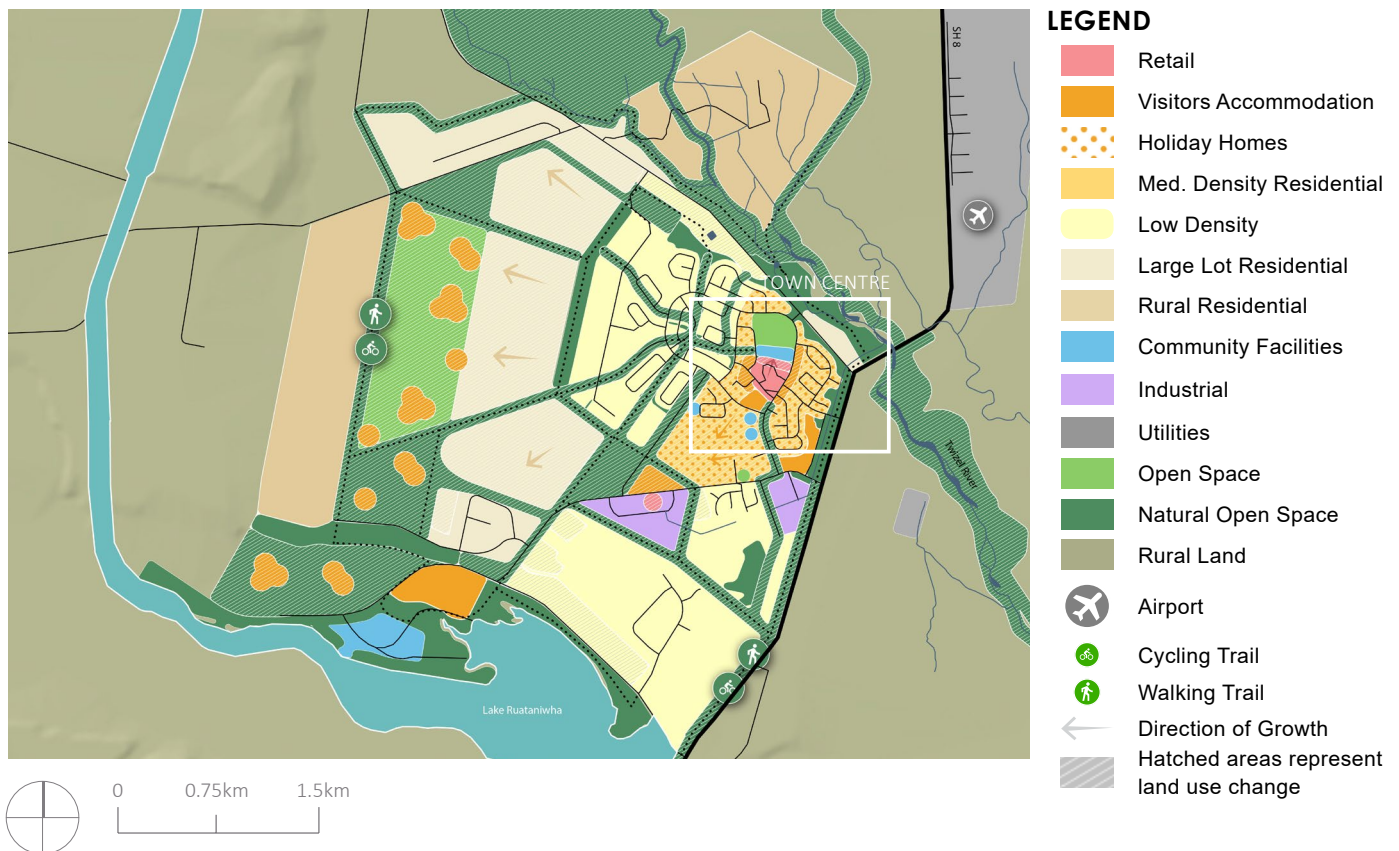 SH 8
TOWN CENTRE
Twizel River
Lake Ruataniwha
0 0.75km 1.5km
LEGEND
Retail
Visitors Accommodation
Holiday Homes
Med. Density Residential
Low Density
Large Lot Residential
Rural Residential
Community Facilities
Industrial
Utilities
Open Space
Natural Open Space
Rural Land
Airport
Cycling Trail
Walking Trail
Direction of Growth
Hatched areas represent
land use change